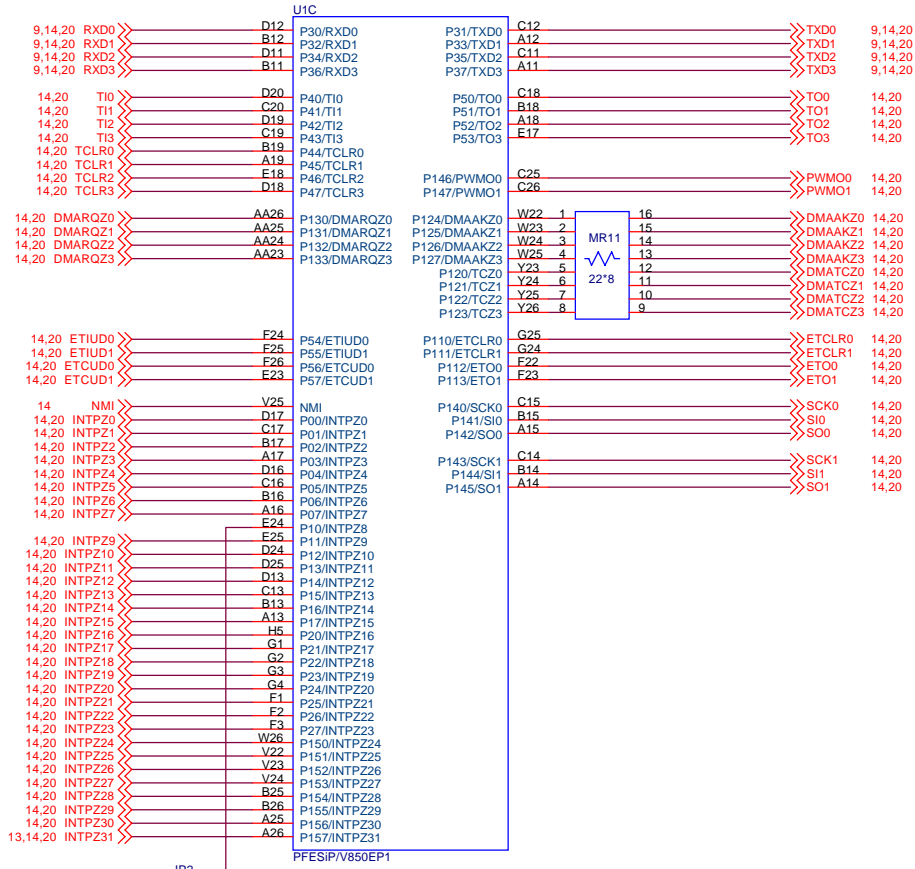 U1C
9,14,20 RXD0 D12 P30/RXD0 P31/TXD0 C12 TXD0 9,14,20
9,14,20 RXD1 B12 P32/RXD1 P33/TXD1 A12 TXD1 9,14,20
9,14,20 RXD2 D11 P34/RXD2 P35/TXD2 C11 TXD2 9,14,20
9,14,20 RXD3 B11 P36/RXD3 P37/TXD3 A11 TXD3 9,14,20
14,20 TI0 D20 P40/TI0 P50/TO0 C18 TO0 14,20
14,20 TI1 C20 P41/TI1 P51/TO1 B18 TO1 14,20
14,20 TI2 D19 P42/TI2 P52/TO2 A18 TO2 14,20
14,20 TI3 C19 P43/TI3 P53/TO3 E17 TO3 14,20
14,20 TCLR0 B19 P44/TCLR0
14,20 TCLR1 A19 P45/TCLR1
14,20 TCLR2 E18 P46/TCLR2 P146/PWMO0 C25 PWMO0 14,20
14,20 TCLR3 D18 P47/TCLR3 P147/PWMO1 C26 PWMO1 14,20
14,20 DMARQZ0 AA26 P130/DMARQZ0 P124/DMAAKZ0 W22 1 16 DMAAKZ0 14,20
14,20 DMARQZ1 AA25 P131/DMARQZ1 P125/DMAAKZ1 W23 2 15 DMAAKZ1 14,20
14,20 DMARQZ2 AA24 P132/DMARQZ2 P126/DMAAKZ2 W24 3 MR11 14 DMAAKZ2 14,20
14,20 DMARQZ3 AA23 P133/DMARQZ3 P127/DMAAKZ3 W25 4 13 DMAAKZ3 14,20
P120/TCZ0 Y23 5 12 DMATCZ0 14,20
P121/TCZ1 Y24 6 22*8 11 DMATCZ1 14,20
P122/TCZ2 Y25 7 10 DMATCZ2 14,20
P123/TCZ3 Y26 8 9 DMATCZ3 14,20
14,20 ETIUD0 F24 P54/ETIUD0 P110/ETCLR0 G25 ETCLR0 14,20
14,20 ETIUD1 F25 P55/ETIUD1 P111/ETCLR1 G24 ETCLR1 14,20
14,20 ETCUD0 F26 P56/ETCUD0 P112/ETO0 F22 ETO0 14,20
14,20 ETCUD1 E23 P57/ETCUD1 P113/ETO1 F23 ETO1 14,20
14 NMI V25 NMI P140/SCK0 C15 SCK0 14,20
14,20 INTPZ0 D17 P00/INTPZ0 P141/SI0 B15 SI0 14,20
14,20 INTPZ1 C17 P01/INTPZ1 P142/SO0 A15 SO0 14,20
14,20 INTPZ2 B17 P02/INTPZ2
14,20 INTPZ3 A17 P03/INTPZ3 P143/SCK1 C14 SCK1 14,20
14,20 INTPZ4 D16 P04/INTPZ4 P144/SI1 B14 SI1 14,20
14,20 INTPZ5 C16 P05/INTPZ5 P145/SO1 A14 SO1 14,20
14,20 INTPZ6 B16 P06/INTPZ6
14,20 INTPZ7 A16 P07/INTPZ7
E24 P10/INTPZ8
14,20 INTPZ9 E25 P11/INTPZ9
14,20 INTPZ10 D24 P12/INTPZ10
14,20 INTPZ11 D25 P13/INTPZ11
14,20 INTPZ12 D13 P14/INTPZ12
14,20 INTPZ13 C13 P15/INTPZ13
14,20 INTPZ14 B13 P16/INTPZ14
14,20 INTPZ15 A13 P17/INTPZ15
14,20 INTPZ16 H5 P20/INTPZ16
14,20 INTPZ17 G1 P21/INTPZ17
14,20 INTPZ18 G2 P22/INTPZ18
14,20 INTPZ19 G3 P23/INTPZ19
14,20 INTPZ20 G4 P24/INTPZ20
14,20 INTPZ21 F1 P25/INTPZ21
14,20 INTPZ22 F2 P26/INTPZ22
14,20 INTPZ23 F3 P27/INTPZ23
14,20 INTPZ24 W26 P150/INTPZ24
14,20 INTPZ25 V22 P151/INTPZ25
14,20 INTPZ26 V23 P152/INTPZ26
14,20 INTPZ27 V24 P153/INTPZ27
14,20 INTPZ28 B25 P154/INTPZ28
14,20 INTPZ29 B26 P155/INTPZ29
14,20 INTPZ30 A25 P156/INTPZ30
13,14,20 INTPZ31 A26 P157/INTPZ31
PFESiP/V850EP1